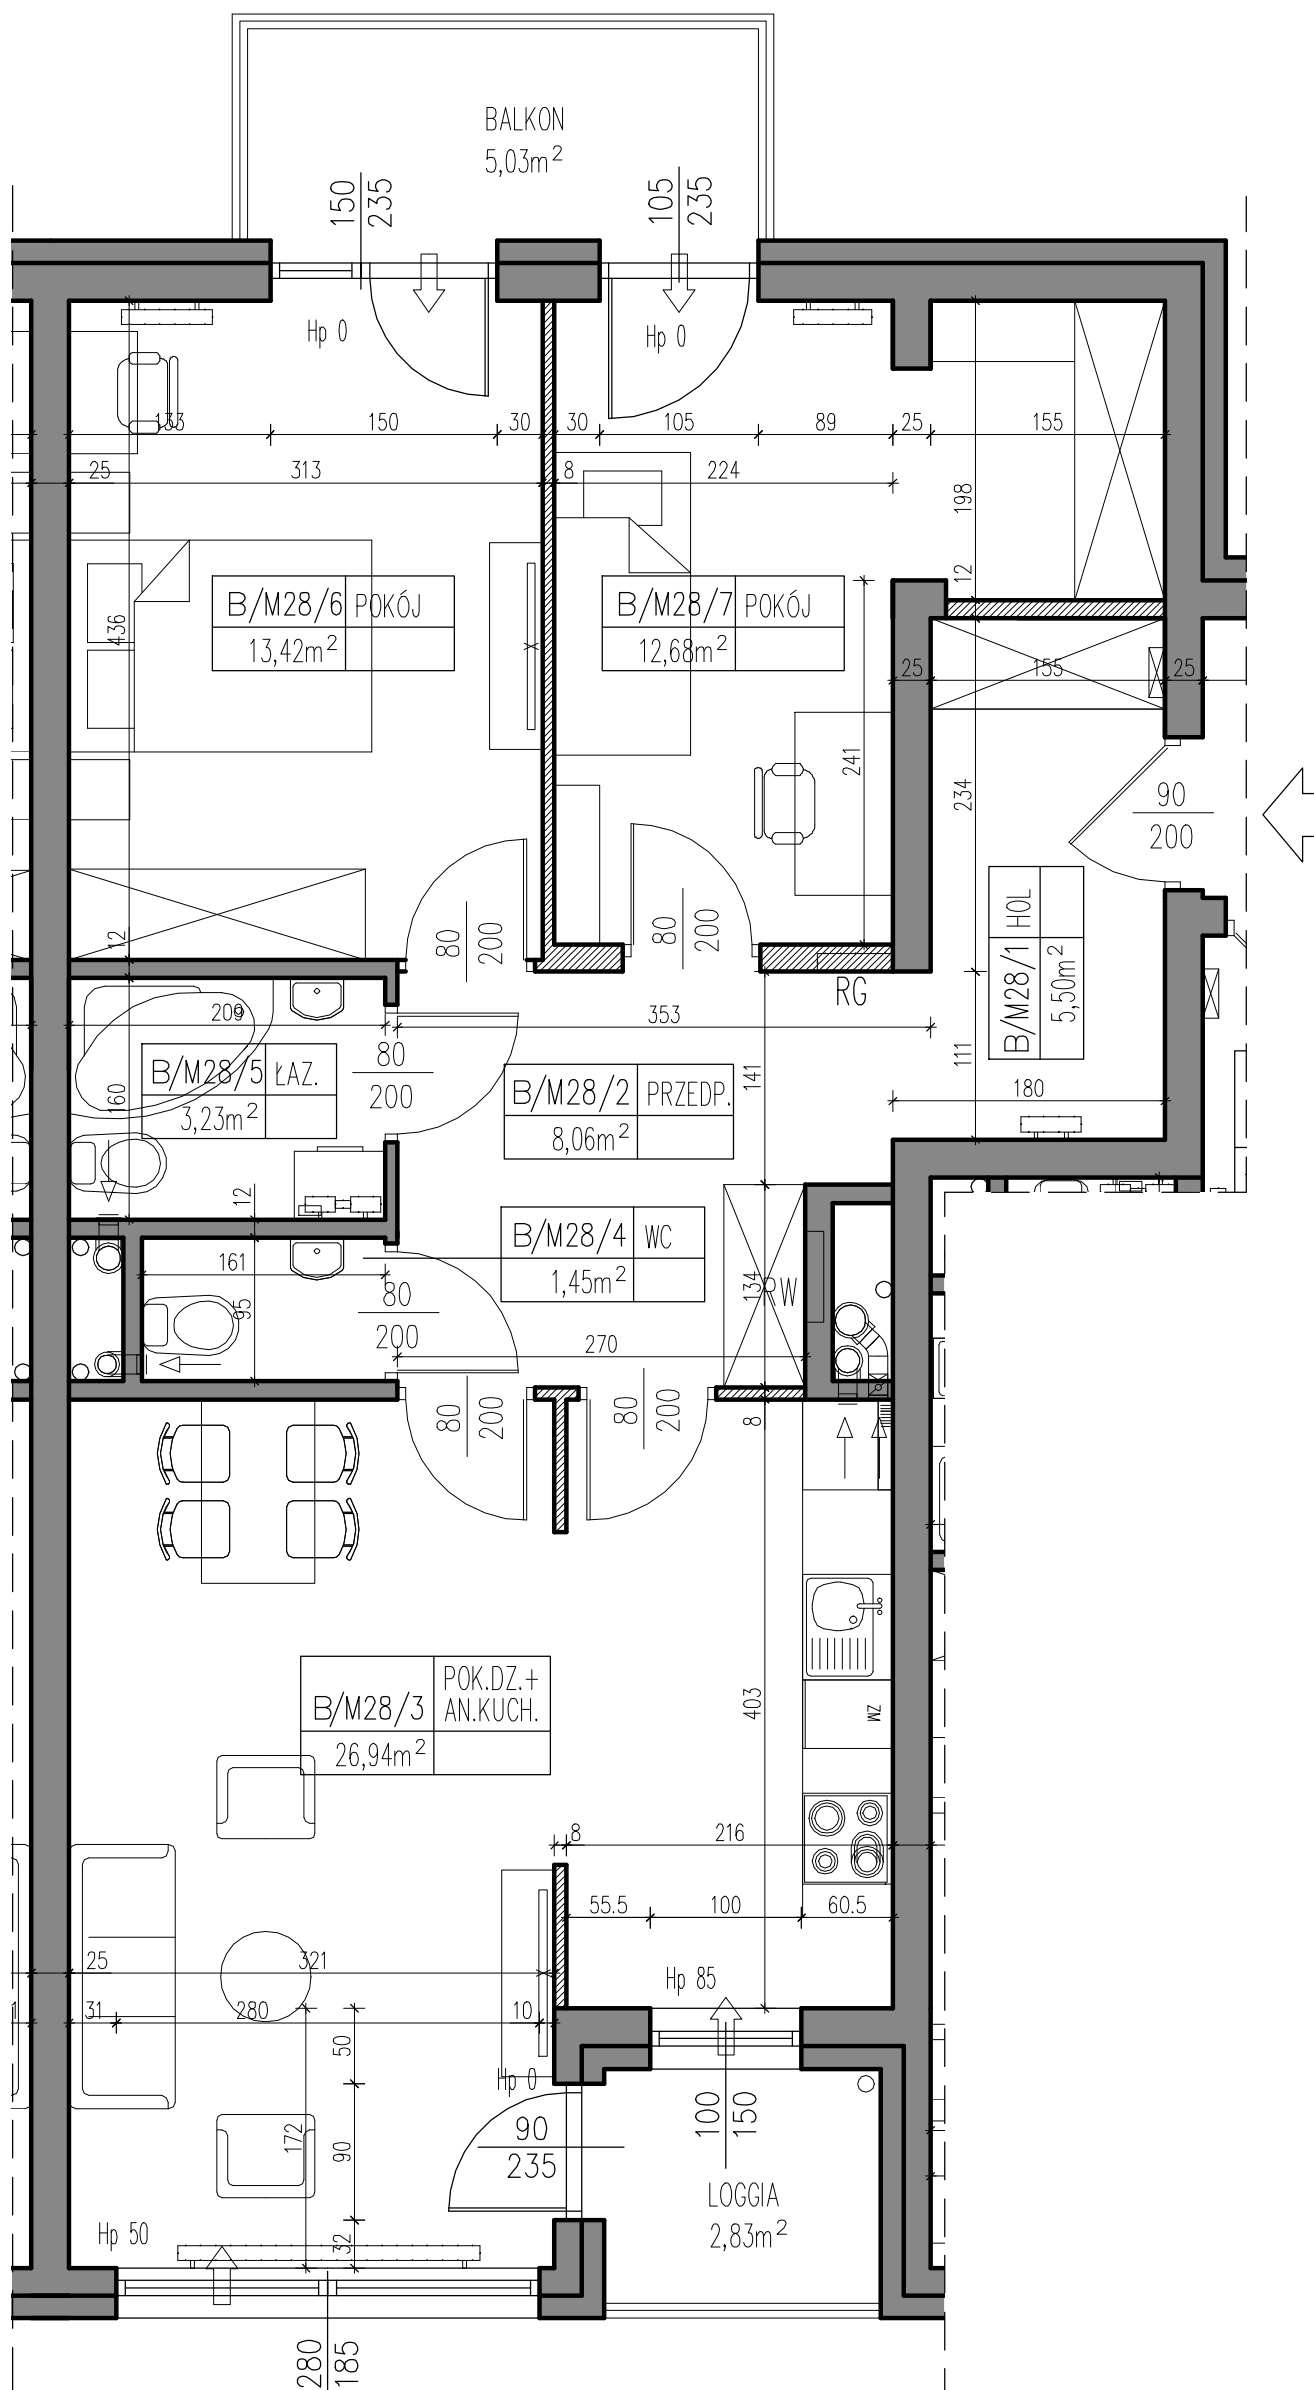 BALKON
5,03m²
150
235
105
235
Hp 0
Hp 0
133
150
30
30
105
89
25
155
25
313
8
224
198
12
B/M28/6 POKÓJ
13,42m²
B/M28/7 POKÓJ
12,68m²
436
25
155
25
241
234
90
200
12
80
200
80
200
RG
B/M28/1 HOL
5,50m²
209
353
80
200
B/M28/5 ŁAZ.
3,23m²
160
141
111
B/M28/2 PRZEDP.
8,06m²
180
12
B/M28/4 WC
1,45m²
161
95
80
200
134
RW
270
80
200
80
200
8
B/M28/3 POK.DZ.+
AN.KUCH.
26,94m²
403
ZM
8
216
55.5
100
60.5
25
321
Hp 85
1
31
280
10
50
Hp 0
172
90
90
235
100
150
LOGGIA
2,83m²
Hp 50
32
280
185